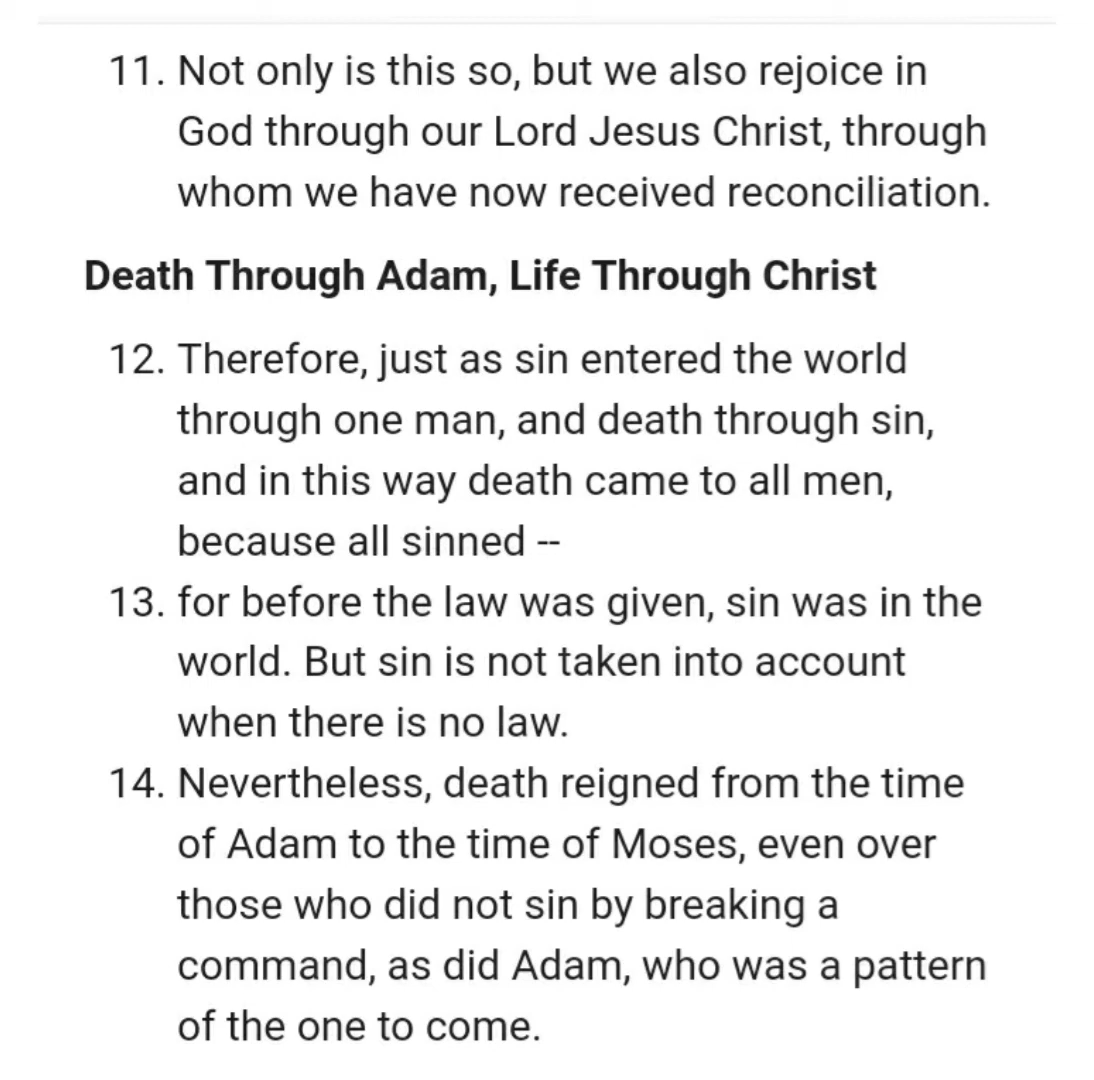 11. Not only is this so, but we also rejoice in
God through our Lord Jesus Christ, through
whom we have now received reconciliation.
Death Through Adam, Life Through Christ
12. Therefore, just as sin entered the world
through one man, and death through sin,
and in this way death came to all men,
because all sinned --
13. for before the law was given, sin was in the
world. But sin is not taken into account
when there is no law.
14. Nevertheless, death reigned from the time
of Adam to the time of Moses, even over
those who did not sin by breaking a
command, as did Adam, who was a pattern
of the one to come.